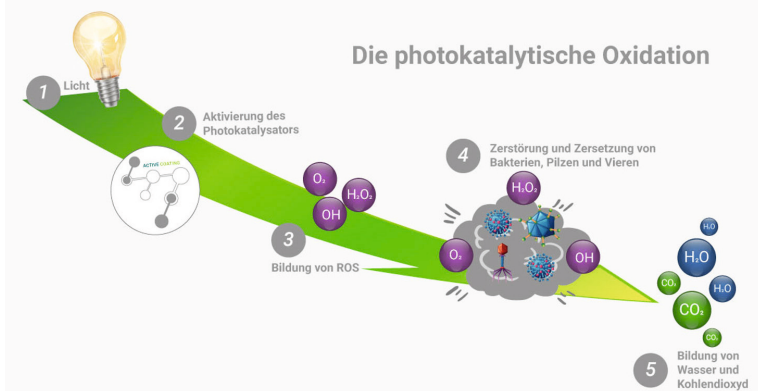 Die photokatalytische Oxidation
1
Licht
2
Aktivierung des
Photokatalysators
ACTIVE COATING
O₂
H₂O₂
OH
3
Bildung von ROS
4
Zerstörung und Zersetzung von
Bakterien, Pilzen und Vieren
H₂O₂
O₂
OH
H₂O
H₂O
CO₂
H₂O
CO₂
CO₂
5
Bildung von
Wasser und
Kohlendioxyd